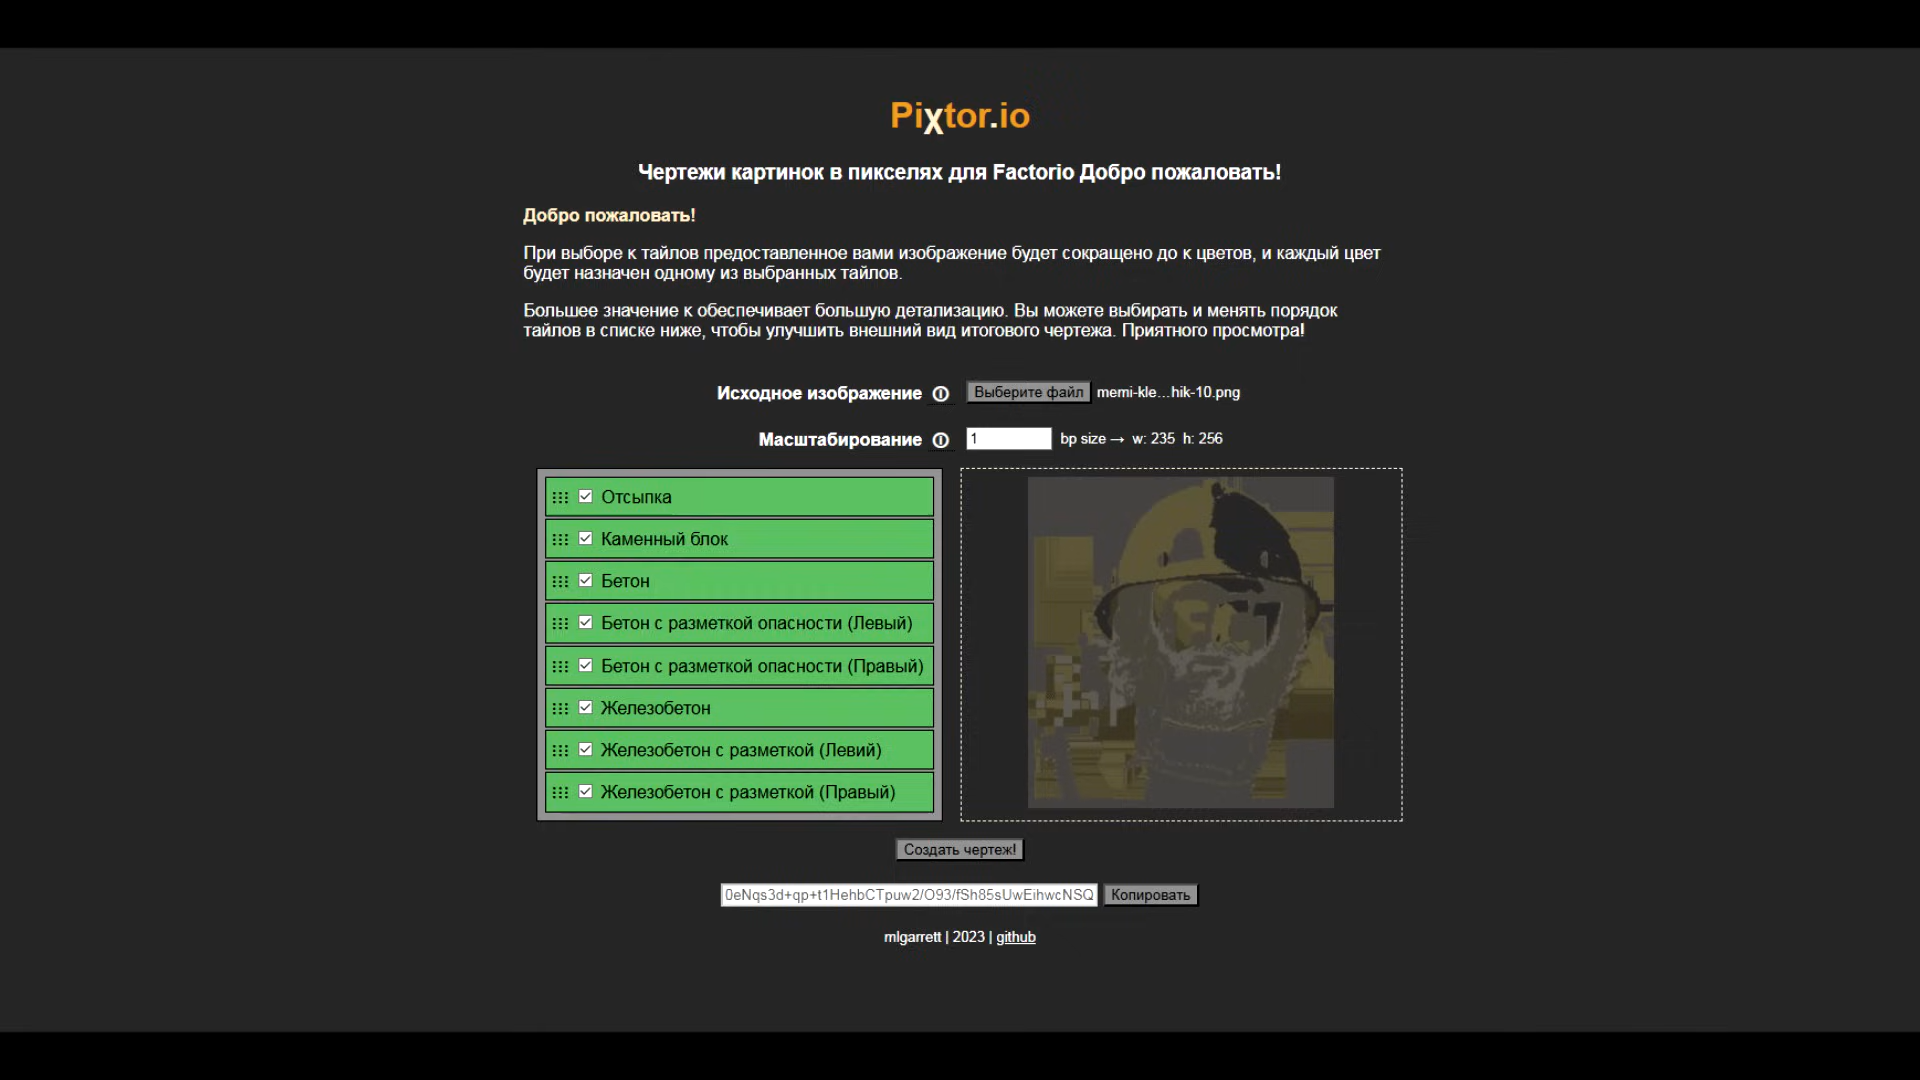 Pixtor.io
Чертежи картинок в пикселях для Factorio Добро пожаловать!
Добро пожаловать!
При выборе к тайлов предоставленное вами изображение будет сокращено до к цветов, и каждый цвет
будет назначен одному из выбранных тайлов.
Большее значение к обеспечивает большую детализацию. Вы можете выбирать и менять порядок
тайлов в списке ниже, чтобы улучшить внешний вид итогового чертежа. Приятного просмотра!
Исходное изображение Выберите файл memi-kle...hik-10.png
Масштабирование 1 bp size → w: 235 h: 256
Отсыпка
Каменный блок
Бетон
Бетон с разметкой опасности (Левый)
Бетон с разметкой опасности (Правый)
Железобетон
Железобетон с разметкой (Левий)
Железобетон с разметкой (Правый)
Создать чертеж!
0eNqs3d+qp+t1HehbCTpuw2/O93/fSh85sUwEihwcNSQ Копировать
mlgarrett | 2023 | github